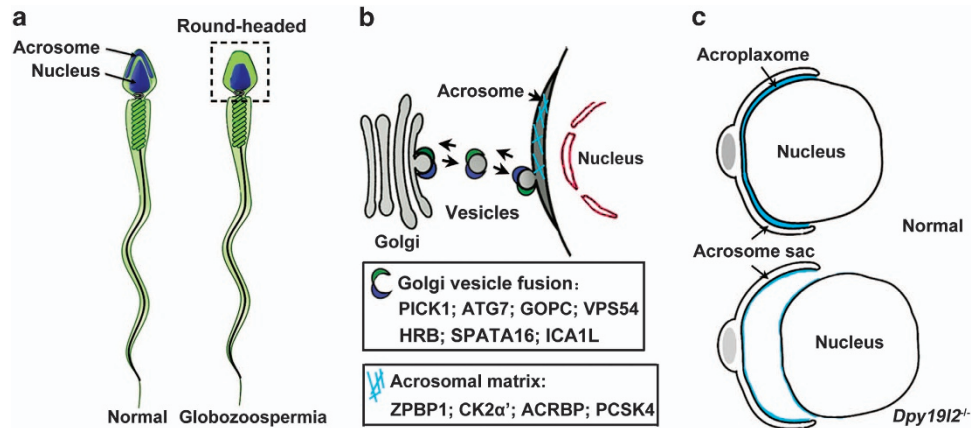 a
Round-headed
Acrosome
Nucleus
Normal
Globozoospermia
b
Acrosome
Nucleus
Vesicles
Golgi
Golgi vesicle fusion:
PICK1; ATG7; GOPC; VPS54
HRB; SPATA16; ICA1L
Acrosomal matrix:
ZPBP1; CK2α’; ACRBP; PCSK4
c
Acroplaxome
Nucleus
Normal
Acrosome sac
Nucleus
Dpy19l2-/-